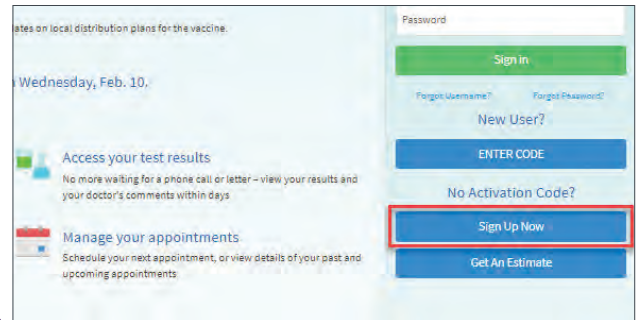 ates on local distribution plans for the vaccine.
Wednesday, Feb. 10.
Access your test results
No more waiting for a phone call or letter – view your results and
your doctor's comments within days
Manage your appointments
Schedule your next appointment, or view details of your past and
upcoming appointments
Password
Sign in
Forgot Username? Forgot Password?
New User?
ENTER CODE
No Activation Code?
Sign Up Now
Get An Estimate